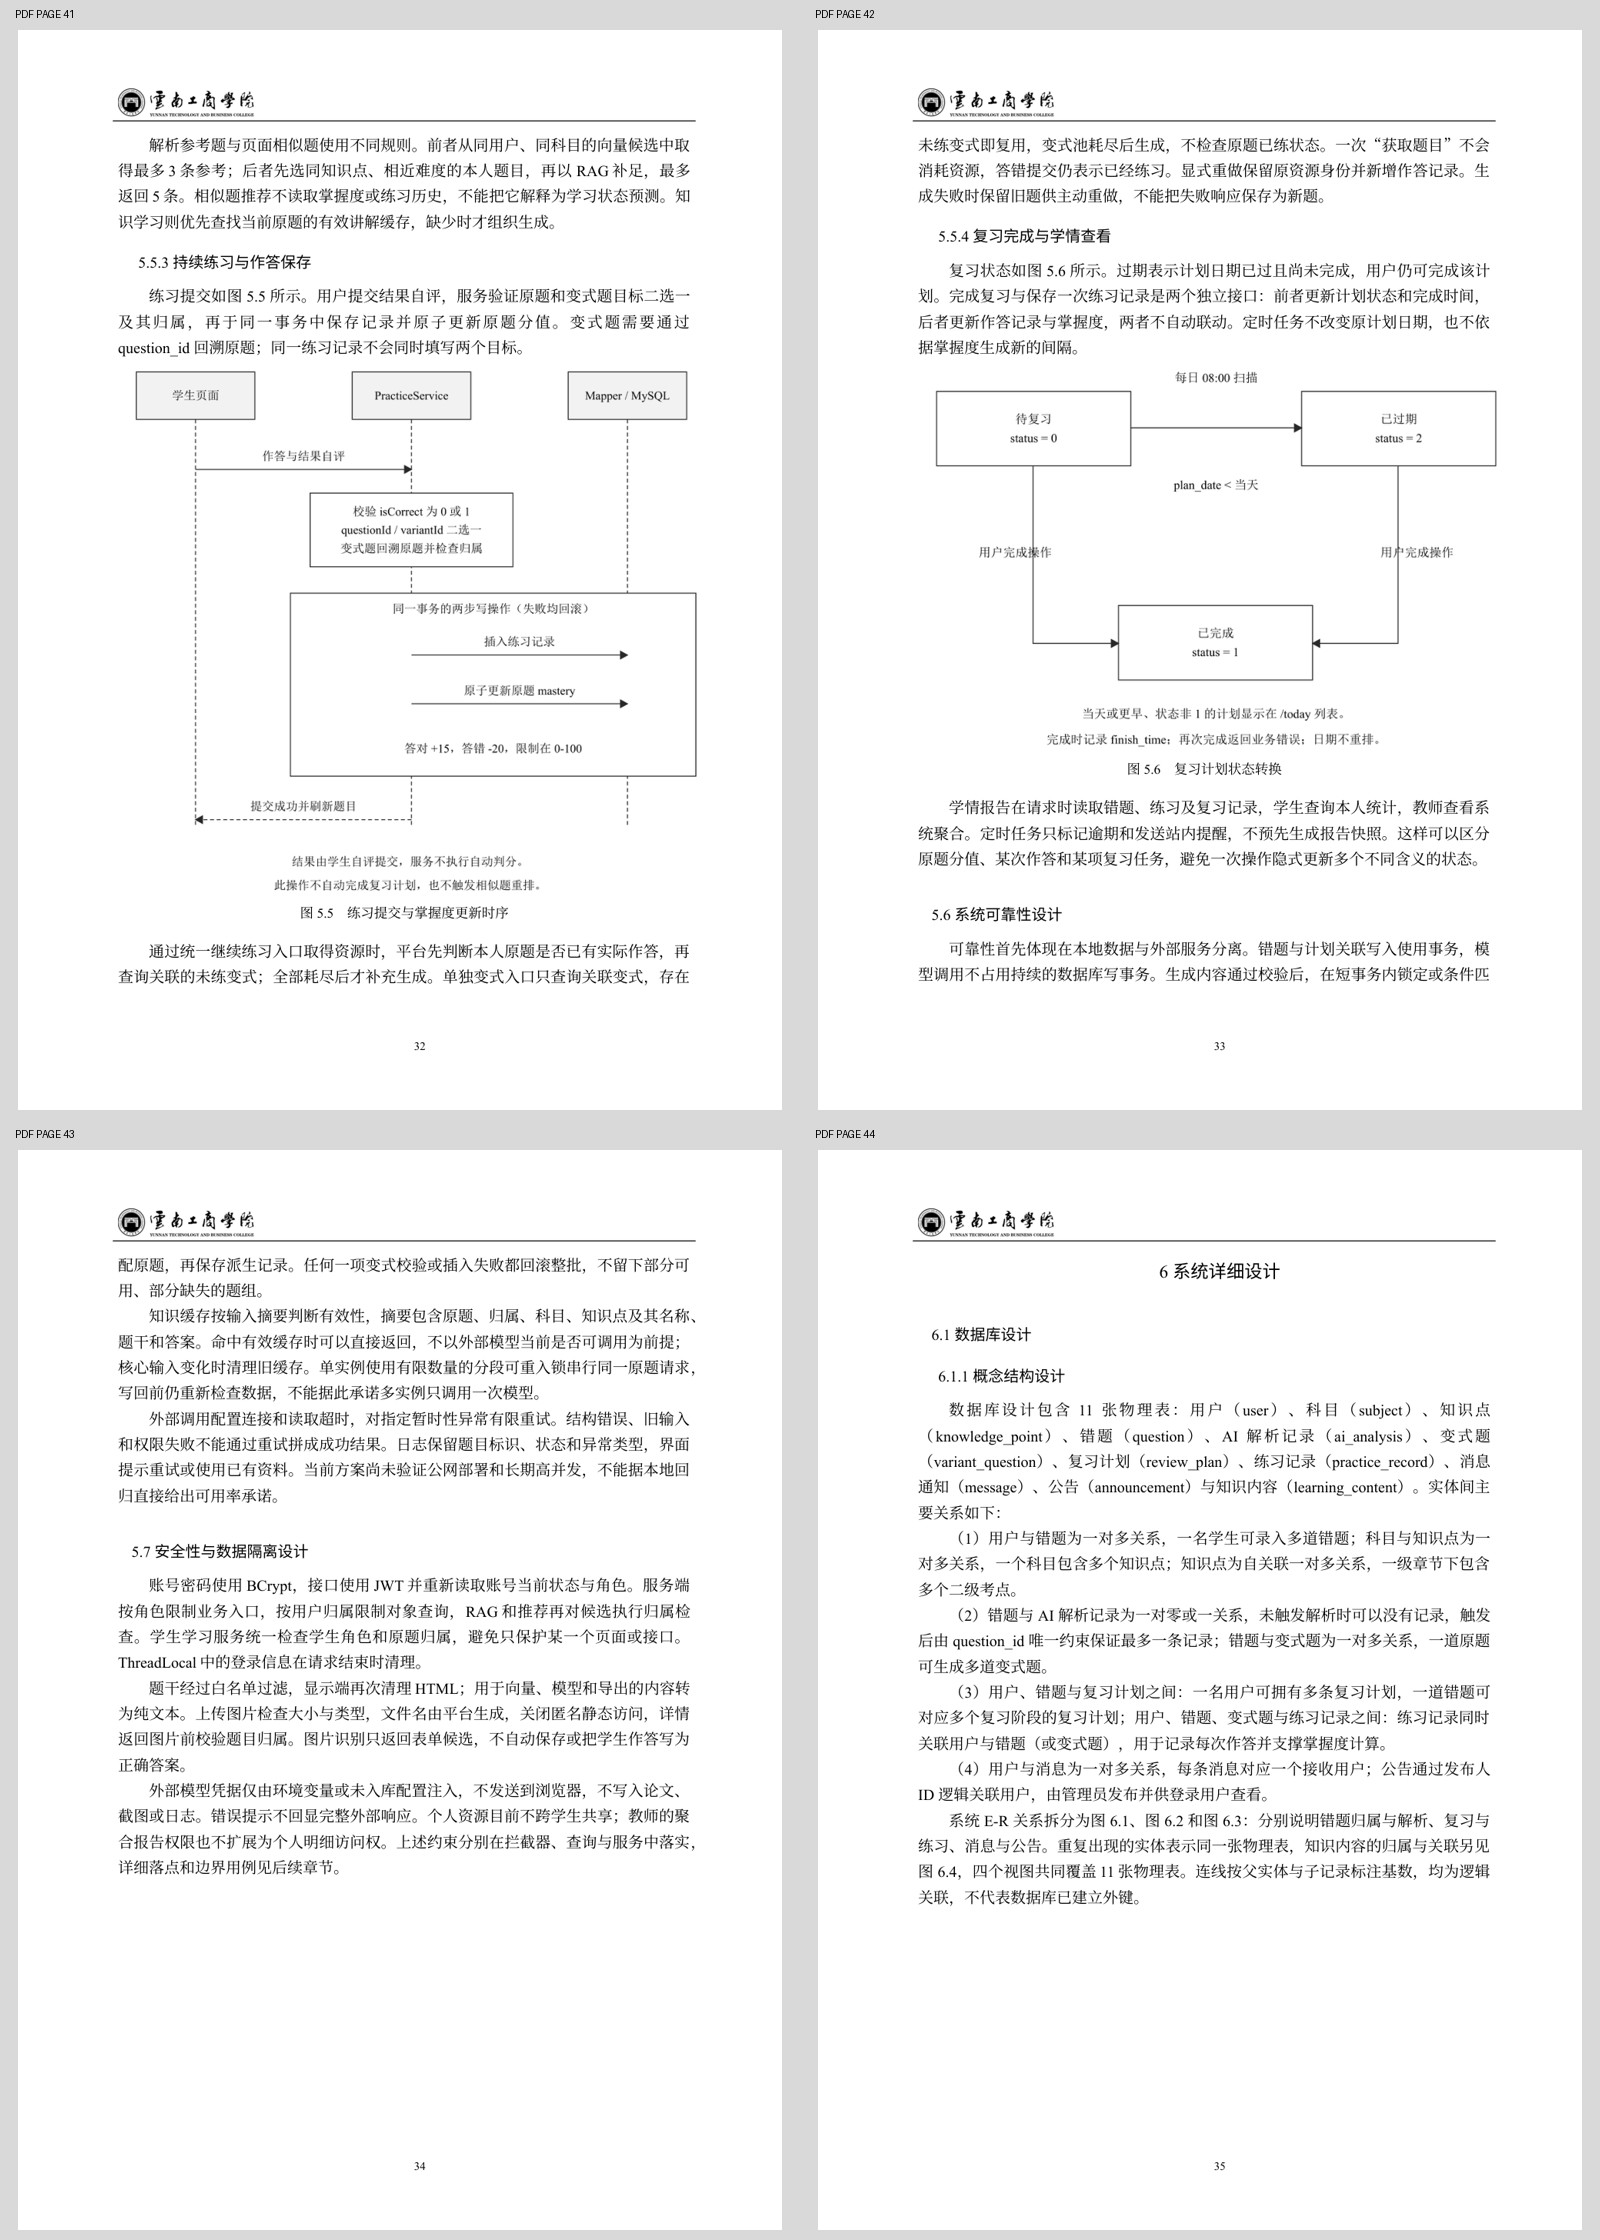 PDF PAGE 41
雲南工商學院
YUNNAN TECHNOLOGY AND BUSINESS COLLEGE
解析参考题与页面相似题使用不同规则。前者从同用户、同科目的向量候选中取
得最多 3 条参考；后者先选同知识点、相近难度的本人题目，再以 RAG 补足，最多
返回 5 条。相似题推荐不读取掌握度或练习历史，不能把它解释为学习状态预测。知
识学习则优先查找当前原题的有效讲解缓存，缺少时才组织生成。
5.5.3 持续练习与作答保存
练习提交如图 5.5 所示。用户提交结果自评，服务验证原题和变式题目标二选一
及其归属，再于同一事务中保存记录并原子更新原题分值。变式题需要通过
question_id 回溯原题；同一练习记录不会同时填写两个目标。
学生页面
PracticeService
Mapper / MySQL
作答与结果自评
校验 isCorrect 为 0 或 1
questionId / variantId 二选一
变式题回溯原题并检查归属
同一事务的两步写操作（失败均回滚）
插入练习记录
原子更新原题 mastery
答对 +15，答错 -20，限制在 0-100
提交成功并刷新题目
结果由学生自评提交，服务不执行自动判分。
此操作不自动完成复习计划，也不触发相似题重排。
图 5.5 练习提交与掌握度更新时序
通过统一继续练习入口取得资源时，平台先判断本人原题是否已有实际作答，再
查询关联的未练变式；全部耗尽后才补充生成。单独变式入口只查询关联变式，存在
32
PDF PAGE 42
雲南工商學院
YUNNAN TECHNOLOGY AND BUSINESS COLLEGE
未练变式即复用，变式池耗尽后生成，不检查原题已练状态。一次“获取题目”不会
消耗资源，答错提交仍表示已经练习。显式重做保留原资源身份并新增作答记录。生
成失败时保留旧题供主动重做，不能把失败响应保存为新题。
5.5.4 复习完成与学情查看
复习状态如图 5.6 所示。过期表示计划日期已过且尚未完成，用户仍可完成该计
划。完成复习与保存一次练习记录是两个独立接口：前者更新计划状态和完成时间，
后者更新作答记录与掌握度，两者不自动联动。定时任务不改变原计划日期，也不依
据掌握度生成新的间隔。
每日 08:00 扫描
待复习
status = 0
已过期
status = 2
plan_date < 当天
用户完成操作
用户完成操作
已完成
status = 1
当天或更早、状态非 1 的计划显示在 /today 列表。
完成时记录 finish_time；再次完成返回业务错误；日期不重排。
图 5.6 复习计划状态转换
学情报告在请求时读取错题、练习及复习记录，学生查询本人统计，教师查看系
统聚合。定时任务只标记逾期和发送站内提醒，不预先生成报告快照。这样可以区分
原题分值、某次作答和某项复习任务，避免一次操作隐式更新多个不同含义的状态。
5.6 系统可靠性设计
可靠性首先体现在本地数据与外部服务分离。错题与计划关联写入使用事务，模
型调用不占用持续的数据库写事务。生成内容通过校验后，在短事务内锁定或条件匹
33
PDF PAGE 43
雲南工商學院
YUNNAN TECHNOLOGY AND BUSINESS COLLEGE
配原题，再保存派生记录。任何一项变式校验或插入失败都回滚整批，不留下部分可
用、部分缺失的题组。
知识缓存按输入摘要判断有效性，摘要包含原题、归属、科目、知识点及其名称、
题干和答案。命中有效缓存时可以直接返回，不以外部模型当前是否可调用为前提；
核心输入变化时清理旧缓存。单实例使用有限数量的分段可重入锁串行同一原题请求，
写回前仍重新检查数据，不能据此承诺多实例只调用一次模型。
外部调用配置连接和读取超时，对指定暂时性异常有限重试。结构错误、旧输入
和权限失败不能通过重试拼成成功结果。日志保留题目标识、状态和异常类型，界面
提示重试或使用已有资料。当前方案尚未验证公网部署和长期高并发，不能据本地回
归直接给出可用率承诺。
5.7 安全性与数据隔离设计
账号密码使用 BCrypt，接口使用 JWT 并重新读取账号当前状态与角色。服务端
按角色限制业务入口，按用户归属限制对象查询，RAG 和推荐再对候选执行归属检
查。学生学习服务统一检查学生角色和原题归属，避免只保护某一个页面或接口。
ThreadLocal 中的登录信息在请求结束时清理。
题干经过白名单过滤，显示端再次清理 HTML；用于向量、模型和导出的内容转
为纯文本。上传图片检查大小与类型，文件名由平台生成，关闭匿名静态访问，详情
返回图片前校验题目归属。图片识别只返回表单候选，不自动保存或把学生作答写为
正确答案。
外部模型凭据仅由环境变量或未入库配置注入，不发送到浏览器，不写入论文、
截图或日志。错误提示不回显完整外部响应。个人资源目前不跨学生共享；教师的聚
合报告权限也不扩展为个人明细访问权。上述约束分别在拦截器、查询与服务中落实，
详细落点和边界用例见后续章节。
34
PDF PAGE 44
雲南工商學院
YUNNAN TECHNOLOGY AND BUSINESS COLLEGE
6 系统详细设计
6.1 数据库设计
6.1.1 概念结构设计
数据库设计包含 11 张物理表：用户（user）、科目（subject）、知识点
（knowledge_point）、错题（question）、AI 解析记录（ai_analysis）、变式题
（variant_question）、复习计划（review_plan）、练习记录（practice_record）、消息
通知（message）、公告（announcement）与知识内容（learning_content）。实体间主
要关系如下：
（1）用户与错题为一对多关系，一名学生可录入多道错题；科目与知识点为一
对多关系，一个科目包含多个知识点；知识点为自关联一对多关系，一级章节下包含
多个二级考点。
（2）错题与 AI 解析记录为一对零或一关系，未触发解析时可以没有记录，触发
后由 question_id 唯一约束保证最多一条记录；错题与变式题为一对多关系，一道原题
可生成多道变式题。
（3）用户、错题与复习计划之间：一名用户可拥有多条复习计划，一道错题可
对应多个复习阶段的复习计划；用户、错题、变式题与练习记录之间：练习记录同时
关联用户与错题（或变式题），用于记录每次作答并支撑掌握度计算。
（4）用户与消息为一对多关系，每条消息对应一个接收用户；公告通过发布人
ID 逻辑关联用户，由管理员发布并供登录用户查看。
系统 E-R 关系拆分为图 6.1、图 6.2 和图 6.3：分别说明错题归属与解析、复习与
练习、消息与公告。重复出现的实体表示同一张物理表，知识内容的归属与关联另见
图 6.4，四个视图共同覆盖 11 张物理表。连线按父实体与子记录标注基数，均为逻辑
关联，不代表数据库已建立外键。
35